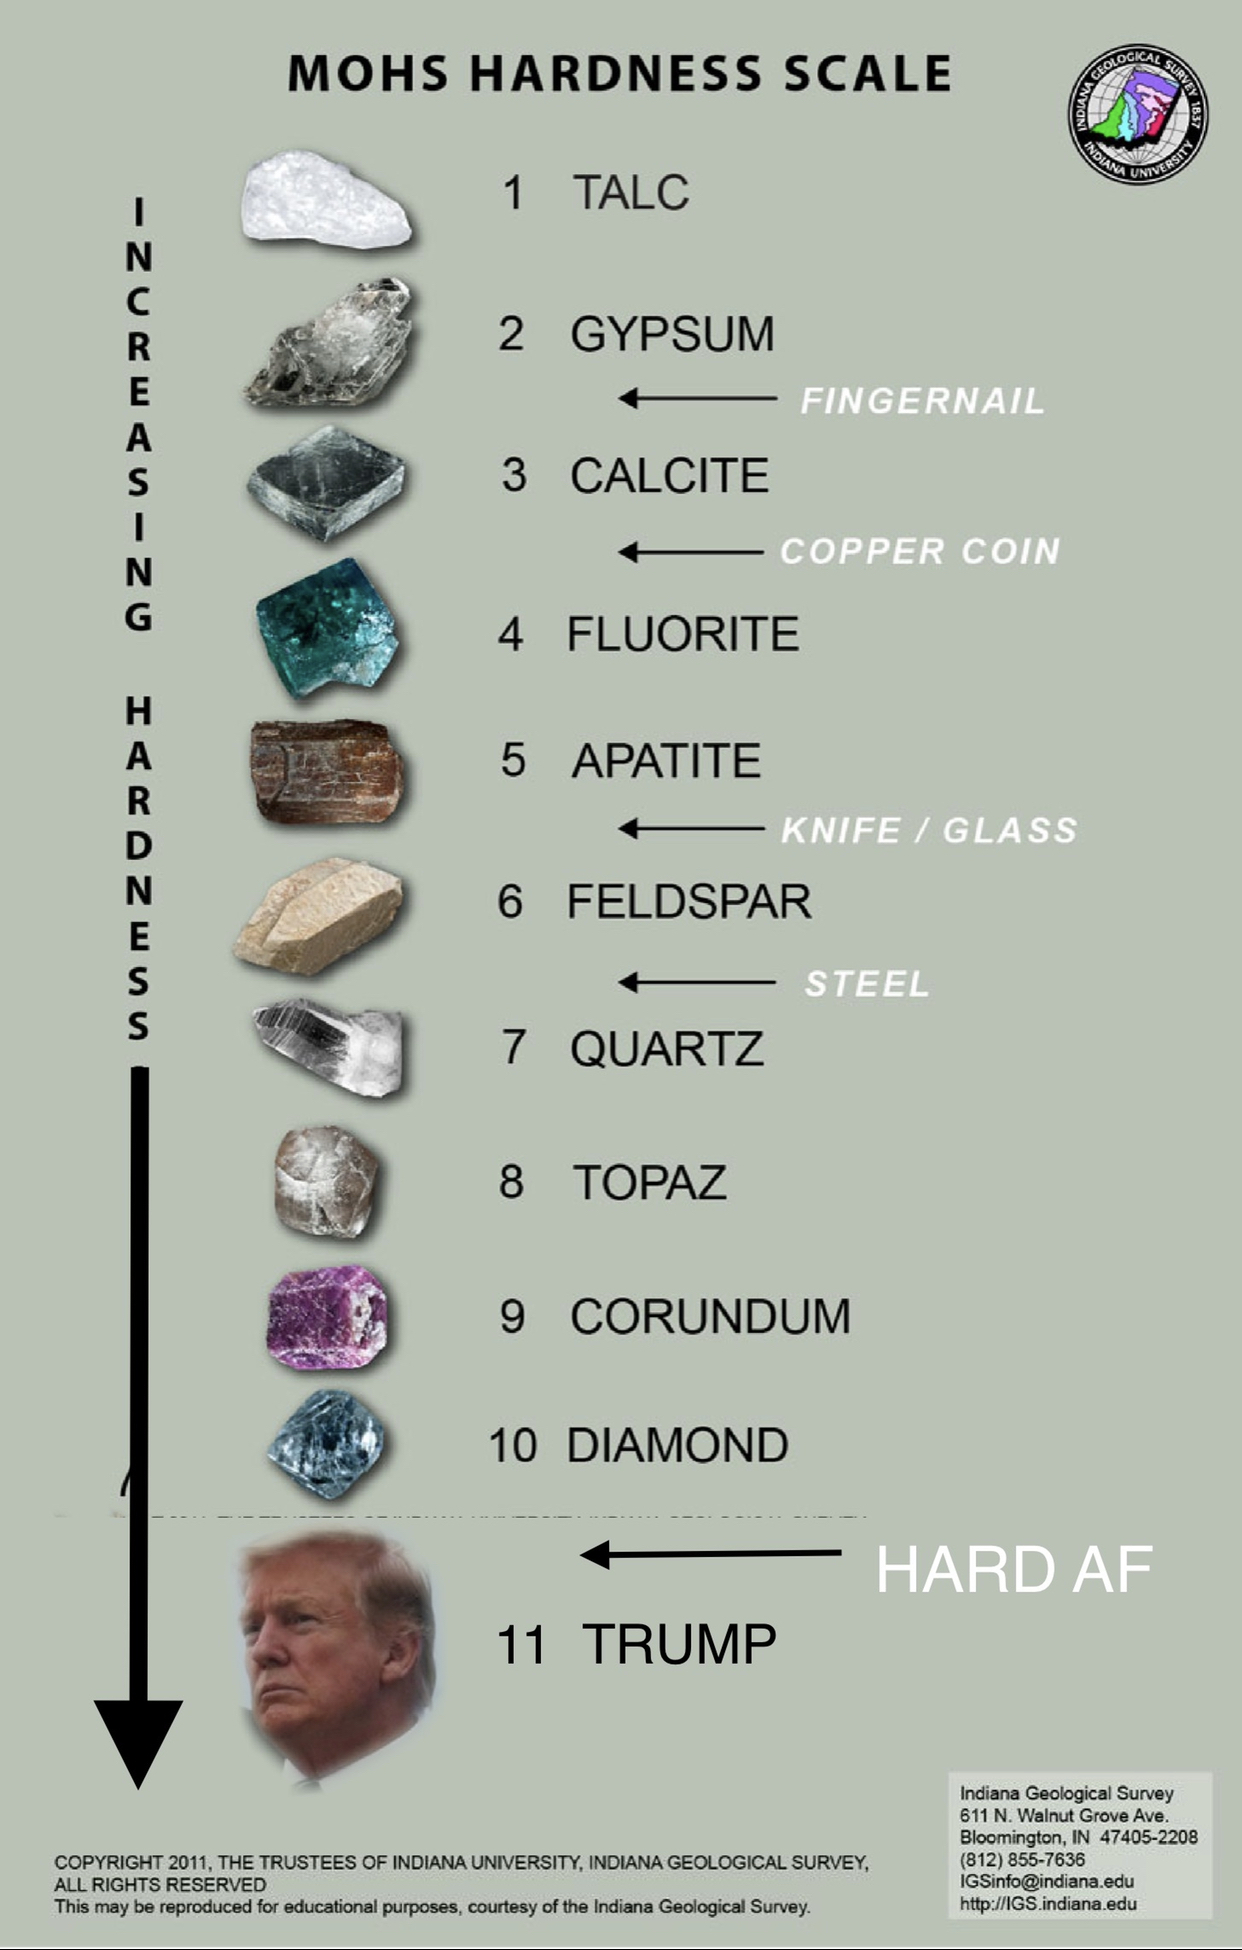 MOHS HARDNESS SCALE
INDIANA GEOLOGICAL SURVEY 1837
INDIANA UNIVERSITY
INCREASING HARDNESS
1 TALC
2 GYPSUM
FINGERNAIL
3 CALCITE
COPPER COIN
4 FLUORITE
5 APATITE
KNIFE / GLASS
6 FELDSPAR
STEEL
7 QUARTZ
8 TOPAZ
9 CORUNDUM
10 DIAMOND
HARD AF
11 TRUMP
Indiana Geological Survey
611 N. Walnut Grove Ave.
Bloomington, IN 47405-2208
(812) 855-7636
IGSinfo@indiana.edu
http://IGS.indiana.edu
COPYRIGHT 2011, THE TRUSTEES OF INDIANA UNIVERSITY, INDIANA GEOLOGICAL SURVEY,
ALL RIGHTS RESERVED
This may be reproduced for educational purposes, courtesy of the Indiana Geological Survey.